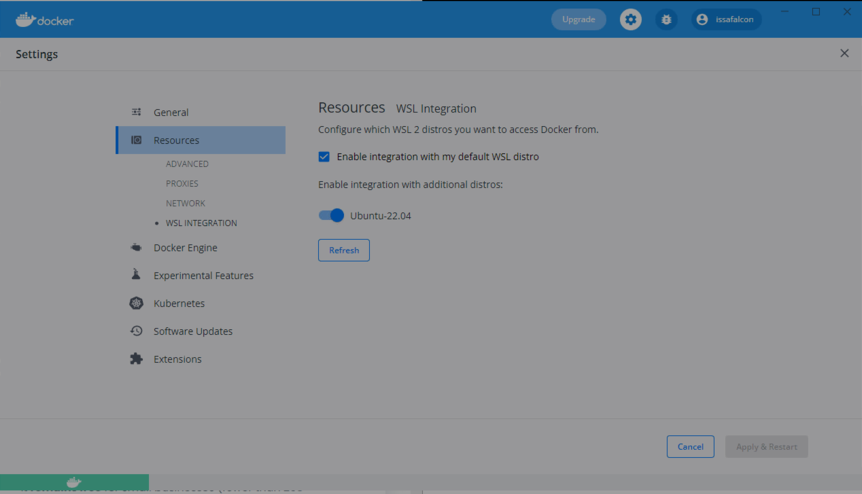 docker
Upgrade
issafalcon
Settings
General
Resources
ADVANCED
PROXIES
NETWORK
WSL INTEGRATION
Docker Engine
Experimental Features
Kubernetes
Software Updates
Extensions
Resources WSL Integration
Configure which WSL 2 distros you want to access Docker from.
Enable integration with my default WSL distro
Enable integration with additional distros:
Ubuntu-22.04
Refresh
Cancel
Apply & Restart